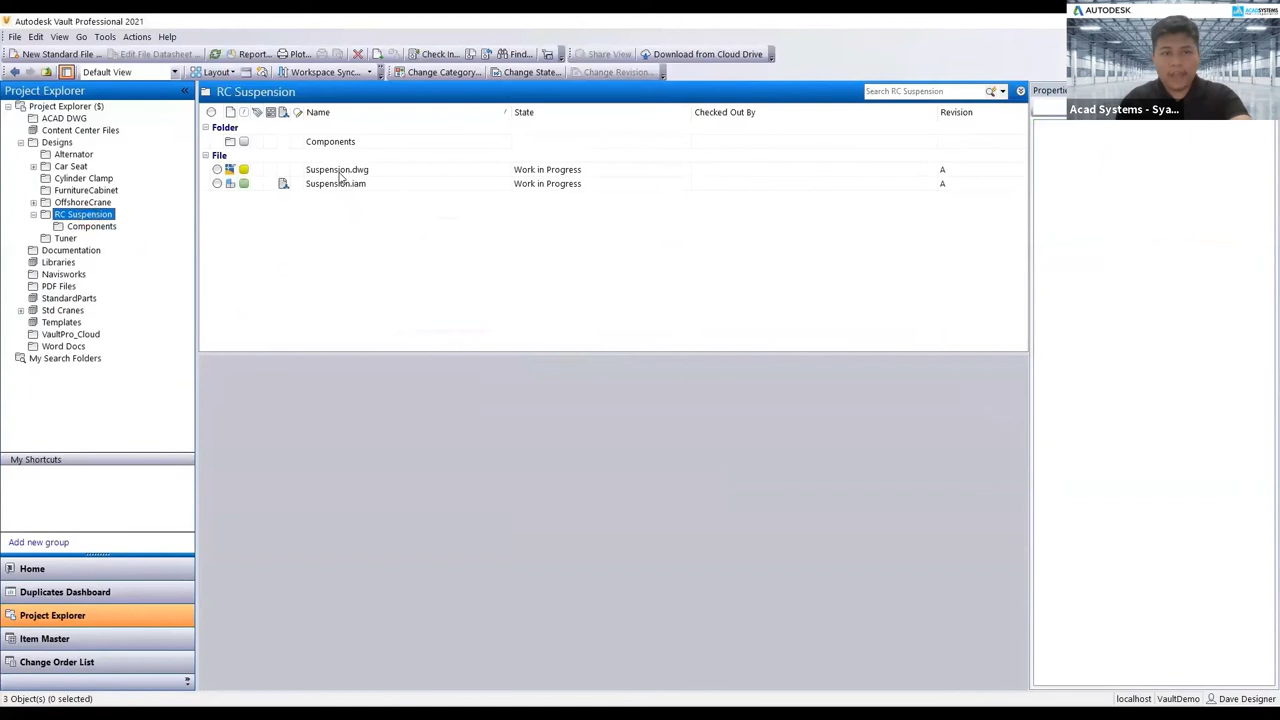 Autodesk Vault Professional 2021
AUTODESK
ACAD SYSTEMS
File Edit View Go Tools Actions Help
New Standard File... Edit File Datasheet... Report... Plot... Check In... Find... Share View... Download from Cloud Drive
Default View Layout Workspace Sync... Change Category... Change State... Change Revision...
Acad Systems - Sya...
Project Explorer
RC Suspension
Search RC Suspension
Properti
Project Explorer ($)
ACAD DWG
Content Center Files
Designs
Alternator
Car Seat
Cylinder Clamp
FurnitureCabinet
OffshoreCrane
RC Suspension
Components
Tuner
Documentation
Libraries
Navisworks
PDF Files
StandardParts
Std Cranes
Templates
VaultPro_Cloud
Word Docs
My Search Folders
Name State Checked Out By Revision
Folder
Components
File
Suspension.dwg Work in Progress A
Suspension.iam Work in Progress A
My Shortcuts
Add new group
Home
Duplicates Dashboard
Project Explorer
Item Master
Change Order List
3 Object(s) (0 selected)
localhost VaultDemo Dave Designer